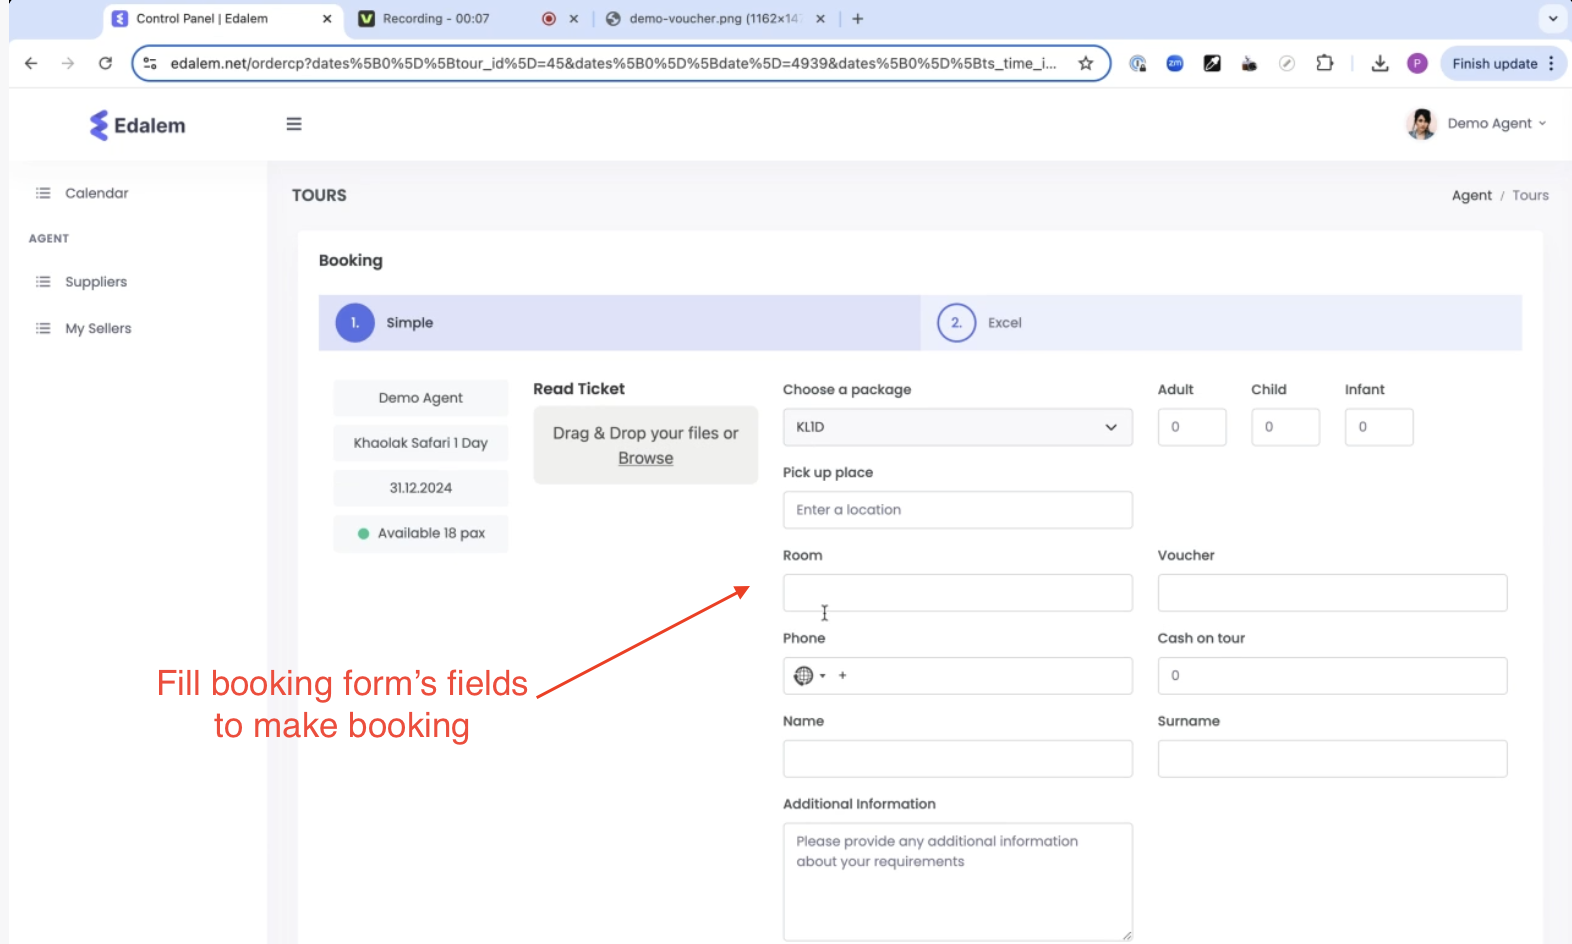 Control Panel | Edalem
Recording - 00:07
demo-voucher.png (1162×147
edalem.net/ordercp?dates%5B0%5D%5Btour_id%5D=45&dates%5B0%5D%5Bdate%5D=4939&dates%5B0%5D%5Bts_time_i...
zm
P
Finish update
Edalem
Demo Agent
Calendar
AGENT
Suppliers
My Sellers
TOURS
Agent / Tours
Booking
1. Simple
2. Excel
Demo Agent
Khaolak Safari 1 Day
31.12.2024
Available 18 pax
Read Ticket
Drag & Drop your files or
Browse
Choose a package
KL1D
Adult
0
Child
0
Infant
0
Pick up place
Enter a location
Room
Voucher
Phone
+
Cash on tour
0
Name
Surname
Additional Information
Please provide any additional information
about your requirements
Fill booking form’s fields
to make booking